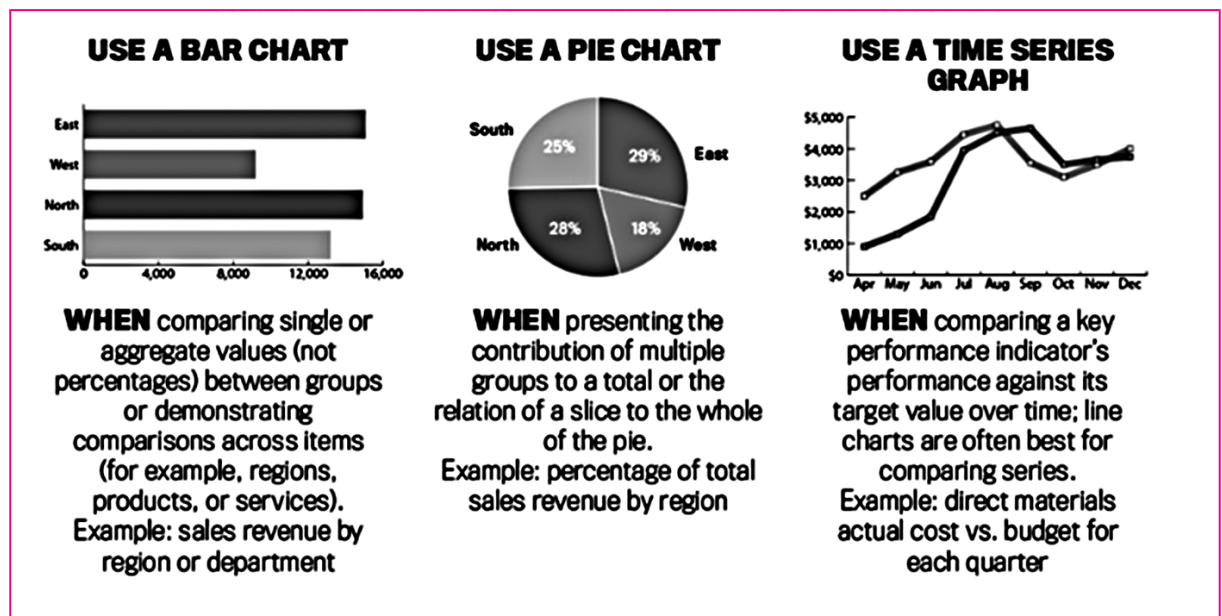 USE A BAR CHART
East
West
North
South
0 4,000 8,000 12,000 16,000
WHEN comparing single or
aggregate values (not
percentages) between groups
or demonstrating
comparisons across items
(for example, regions,
products, or services).
Example: sales revenue by
region or department
USE A PIE CHART
South
25%
29%
East
North
28%
18%
West
WHEN presenting the
contribution of multiple
groups to a total or the
relation of a slice to the whole
of the pie.
Example: percentage of total
sales revenue by region
USE A TIME SERIES
GRAPH
$5,000
$4,000
$3,000
$2,000
$1,000
$0
Apr May Jun Jul Aug Sep Oct Nov Dec
WHEN comparing a key
performance indicator's
performance against its
target value over time; line
charts are often best for
comparing series.
Example: direct materials
actual cost vs. budget for
each quarter